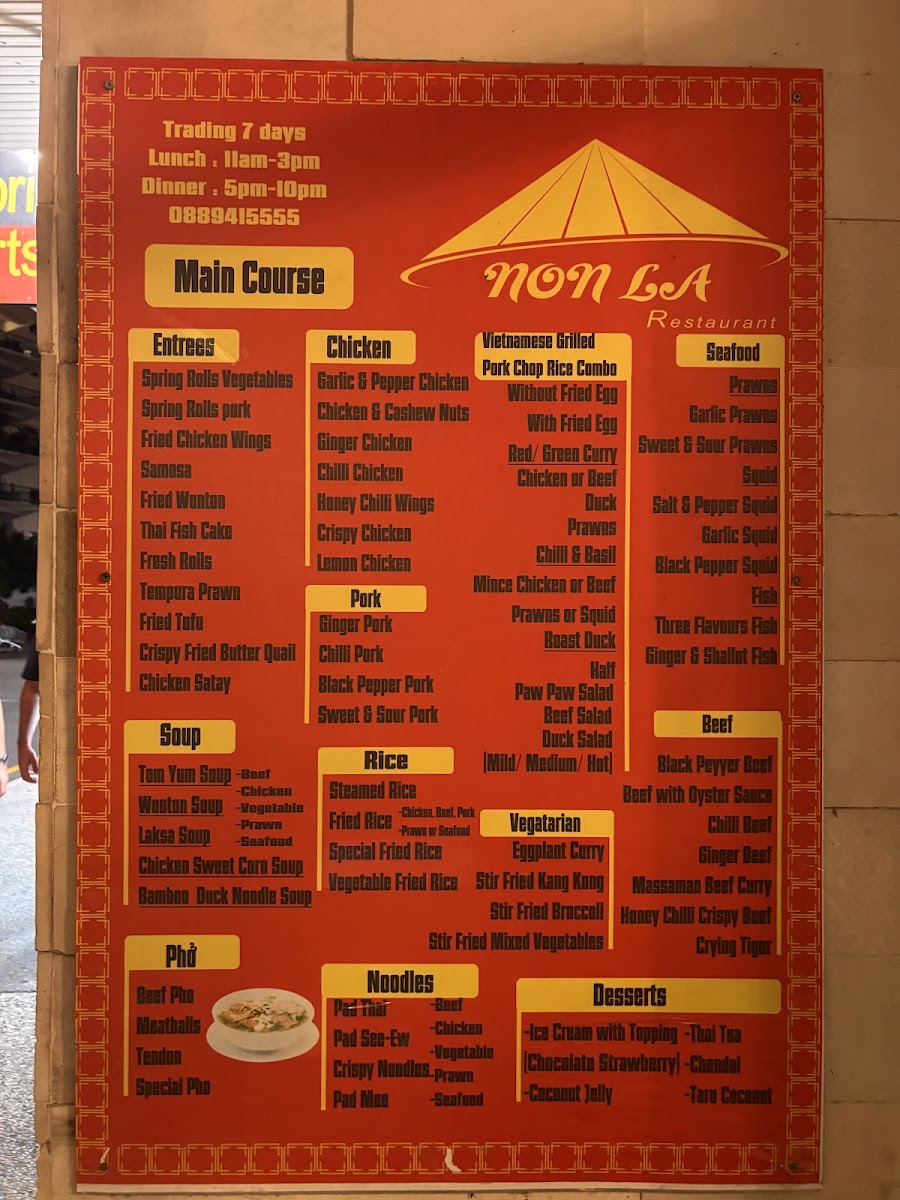 Trading 7 days
Lunch : 11am-3pm
Dinner : 5pm-10pm
0889415555
NON LA
Restaurant
Main Course
Entrees
Spring Rolls Vegetables
Spring Rolls pork
Fried Chicken Wings
Samosa
Fried Wonton
Thai Fish Cake
Fresh Rolls
Tempura Prawn
Fried Tofu
Crispy Fried Butter Quail
Chicken Satay
Soup
Tom Yum Soup
Wonton Soup
Laksa Soup
-Beef
-Chicken
-Vegetable
-Prawn
-Seafood
Chicken Sweet Corn Soup
Bamboo Duck Noodle Soup
Phở
Beef Pho
Meatballs
Tendon
Special Pho
Chicken
Garlic & Pepper Chicken
Chicken & Cashew Nuts
Ginger Chicken
Chilli Chicken
Honey Chilli Wings
Crispy Chicken
Lemon Chicken
Pork
Ginger Pork
Chilli Pork
Black Pepper Pork
Sweet & Sour Pork
Rice
Steamed Rice
Fried Rice
-Chicken, Beef, Pork
-Prawn or Seafood
Special Fried Rice
Vegetable Fried Rice
Noodles
Pad Thai
Pad See-Ew
Crispy Noodles
Pad Mee
-Beef
-Chicken
-Vegetable
-Prawn
-Seafood
Vietnamese Grilled
Pork Chop Rice Combo
Without Fried Egg
With Fried Egg
Red/ Green Curry
Chicken or Beef
Duck
Prawns
Chilli & Basil
Mince Chicken or Beef
Prawns or Squid
Roast Duck
Half
Paw Paw Salad
Beef Salad
Duck Salad
(Mild/ Medium/ Hot)
Vegatarian
Eggplant Curry
Stir Fried Kang Kong
Stir Fried Broccoli
Stir Fried Mixed Vegetables
Seafood
Prawns
Garlic Prawns
Sweet & Sour Prawns
Squid
Salt & Pepper Squid
Garlic Squid
Black Pepper Squid
Fish
Three Flavours Fish
Ginger & Shallot Fish
Beef
Black Peyyer Beef
Beef with Oyster Sauce
Chilli Beef
Ginger Beef
Massaman Beef Curry
Honey Chilli Crispy Beef
Crying Tiger
Desserts
-Ice Cream with Topping
(Chocolate Strawberry)
-Coconut Jelly
-Thai Tea
-Chendol
-Taro Coconut